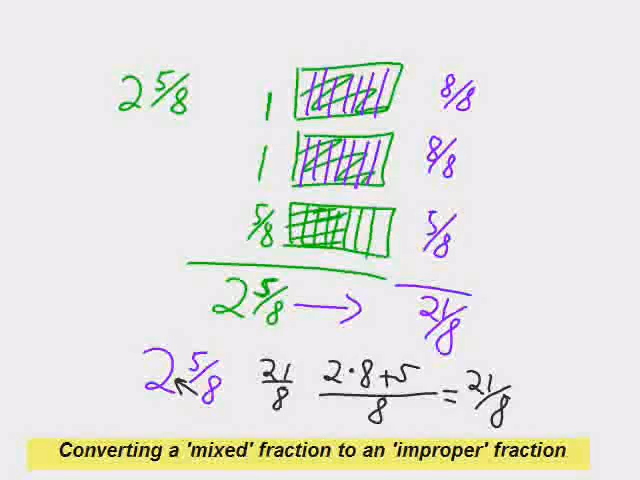 2 5/8 1 8/8
1 8/8
5/8 5/8
2 5/8 → 21/8
2 5/8 21/8 (2·8+5)/8 = 21/8
Converting a 'mixed' fraction to an 'improper' fraction